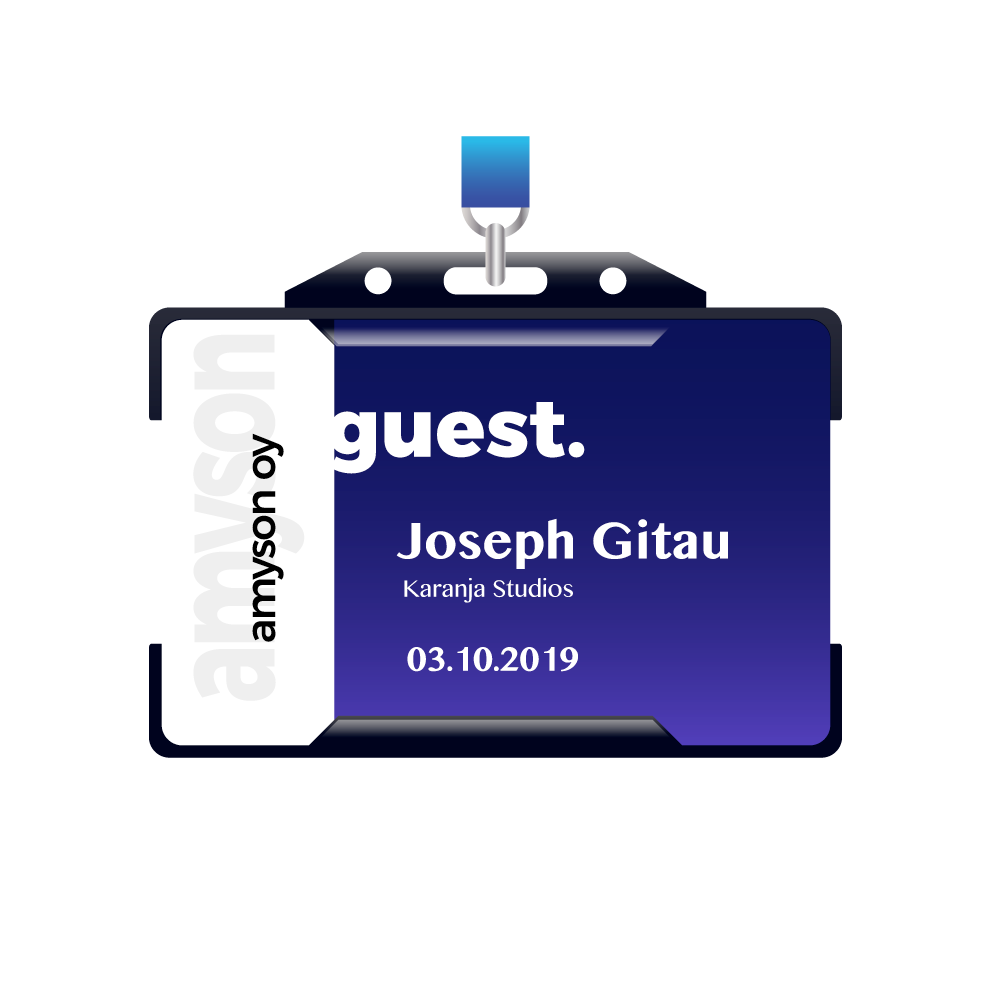 amyson
amyson oy
guest.
Joseph Gitau
Karanja Studios
03.10.2019